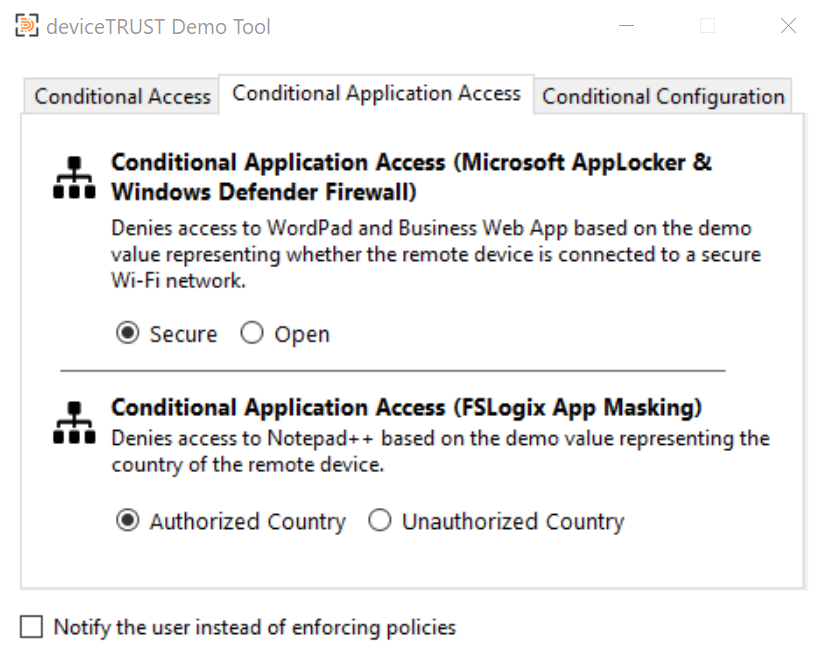 deviceTRUST Demo Tool
Conditional Access
Conditional Application Access
Conditional Configuration
Conditional Application Access (Microsoft AppLocker &
Windows Defender Firewall)
Denies access to WordPad and Business Web App based on the demo
value representing whether the remote device is connected to a secure
Wi-Fi network.
Secure
Open
Conditional Application Access (FSLogix App Masking)
Denies access to Notepad++ based on the demo value representing the
country of the remote device.
Authorized Country
Unauthorized Country
Notify the user instead of enforcing policies